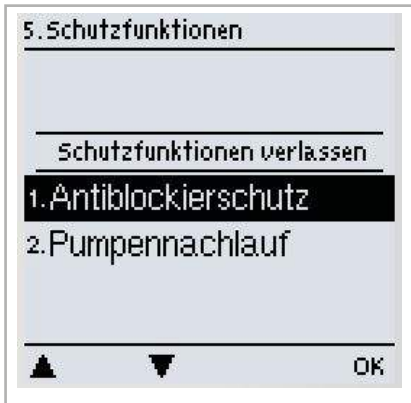 5.Schutzfunktionen
Schutzfunktionen verlassen
1.Antiblockierschutz
2.Pumpennachlauf
▲ ▼ OK